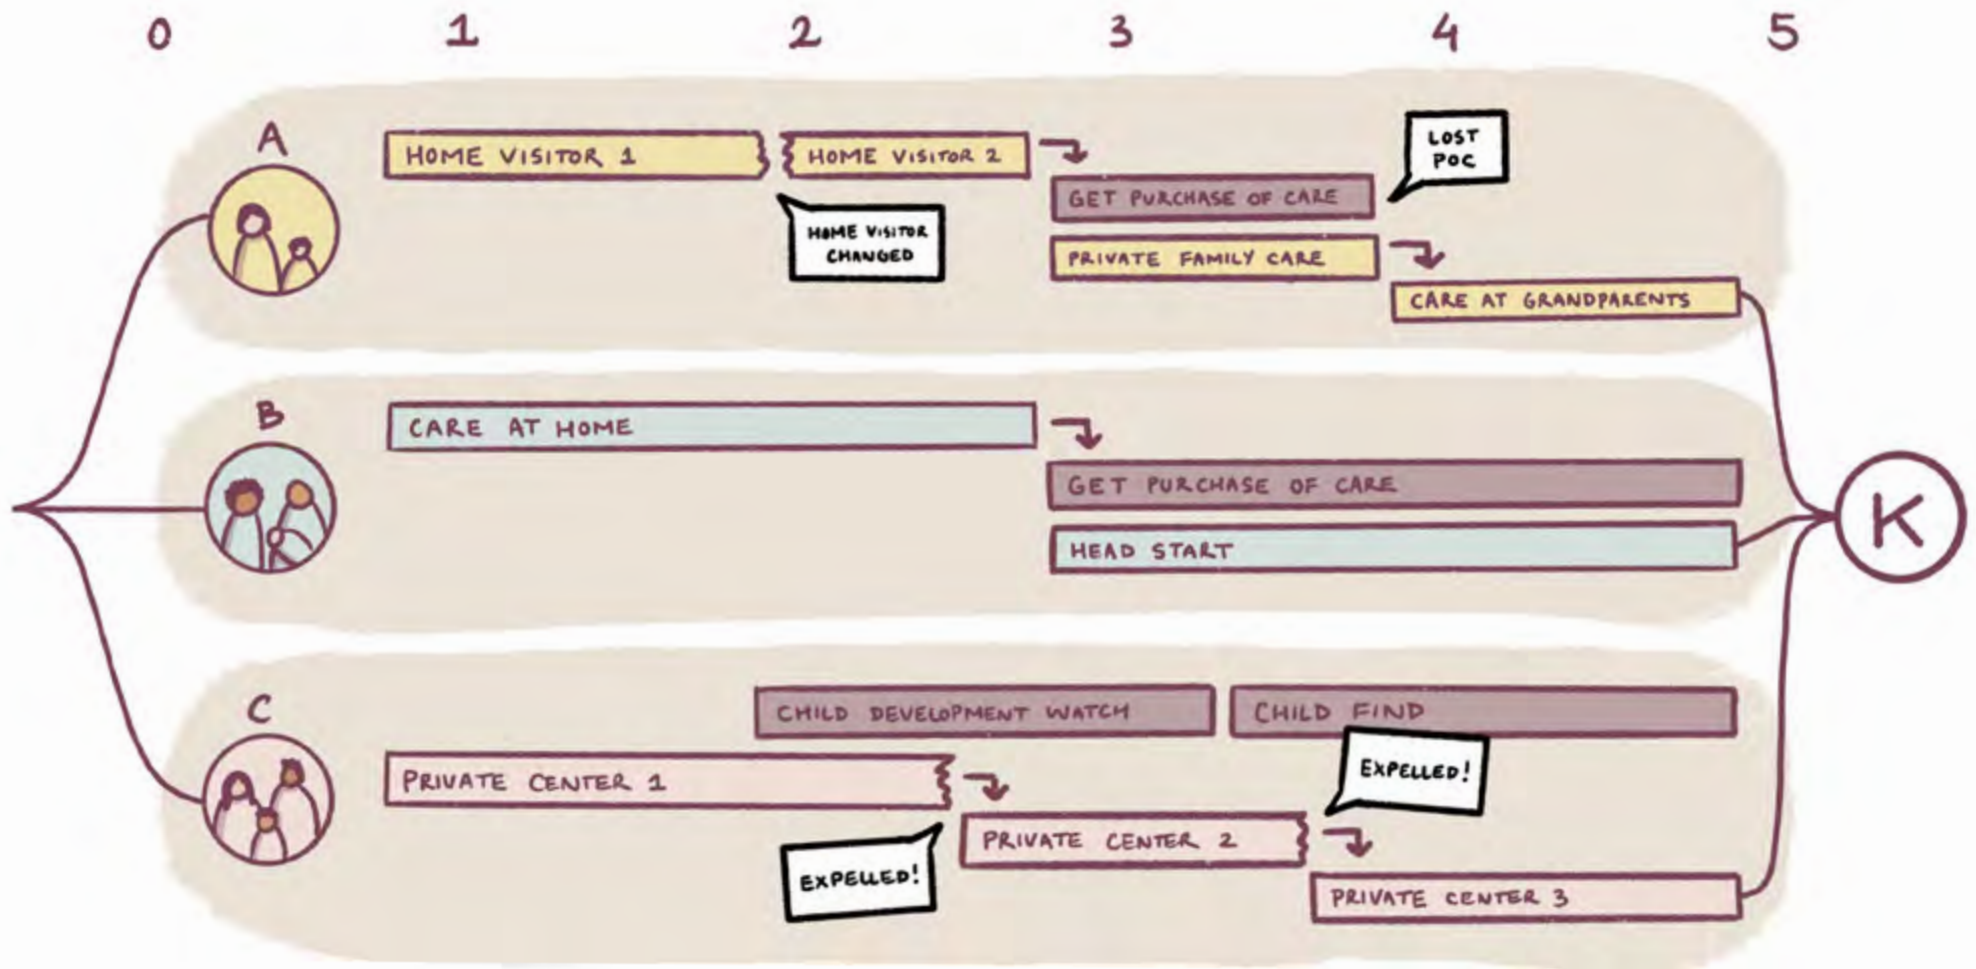 0 1 2 3 4 5
A
HOME VISITOR 1
HOME VISITOR 2
HOME VISITOR
CHANGED
GET PURCHASE OF CARE
LOST
POC
PRIVATE FAMILY CARE
CARE AT GRANDPARENTS
B
CARE AT HOME
GET PURCHASE OF CARE
HEAD START
K
C
CHILD DEVELOPMENT WATCH
CHILD FIND
PRIVATE CENTER 1
EXPELLED!
PRIVATE CENTER 2
EXPELLED!
PRIVATE CENTER 3